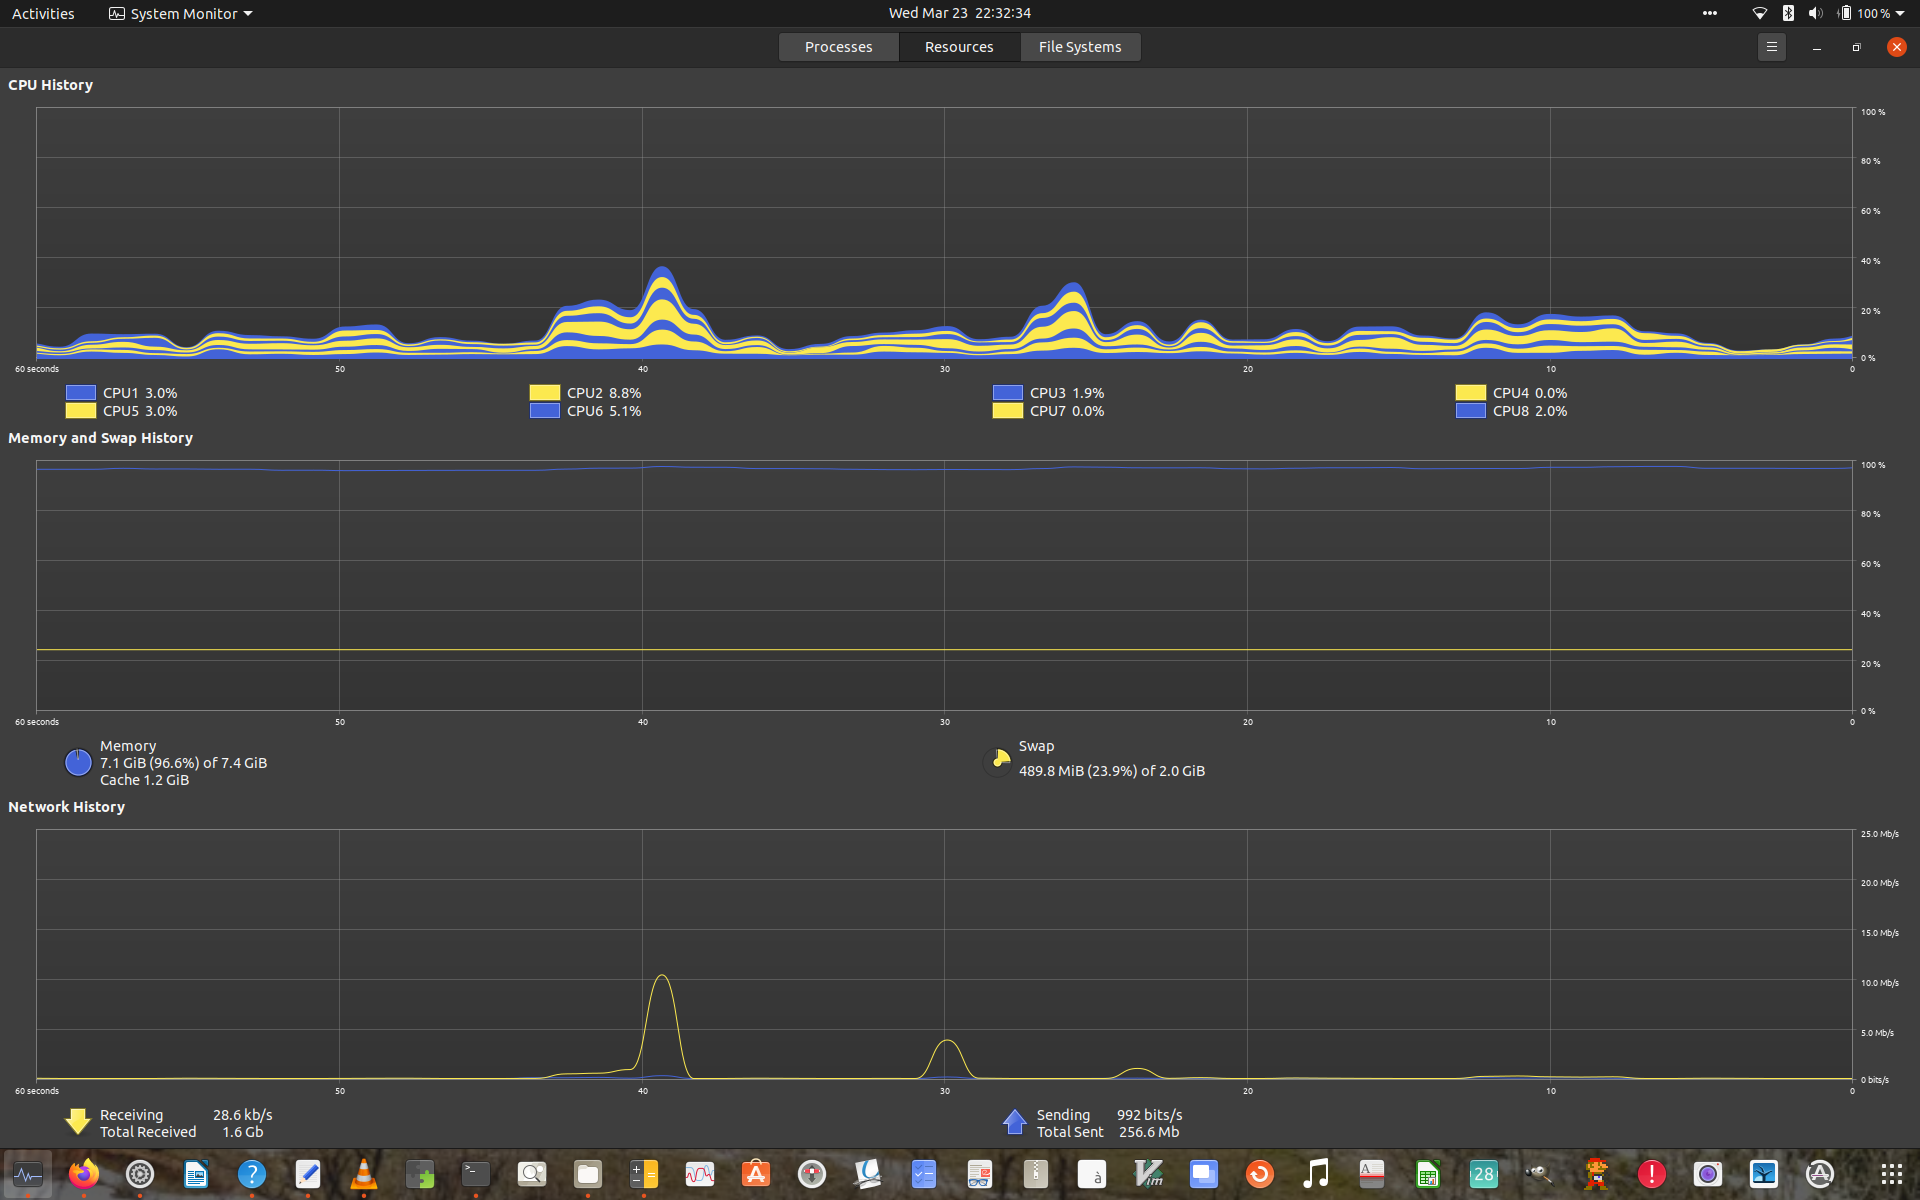 Activities System Monitor Wed Mar 23 22:32:34 100 %
Processes Resources File Systems
CPU History
100 %
80 %
60 %
40 %
20 %
0 %
60 seconds 50 40 30 20 10 0
CPU1 3.0% CPU2 8.8% CPU3 1.9% CPU4 0.0%
CPU5 3.0% CPU6 5.1% CPU7 0.0% CPU8 2.0%
Memory and Swap History
100 %
80 %
60 %
40 %
20 %
0 %
60 seconds 50 40 30 20 10 0
Memory
7.1 GiB (96.6%) of 7.4 GiB
Cache 1.2 GiB
Swap
489.8 MiB (23.9%) of 2.0 GiB
Network History
25.0 Mb/s
20.0 Mb/s
15.0 Mb/s
10.0 Mb/s
5.0 Mb/s
0 bits/s
60 seconds 50 40 30 20 10 0
Receiving 28.6 kb/s Sending 992 bits/s
Total Received 1.6 Gb Total Sent 256.6 Mb
? >_ à Vim A 28 !